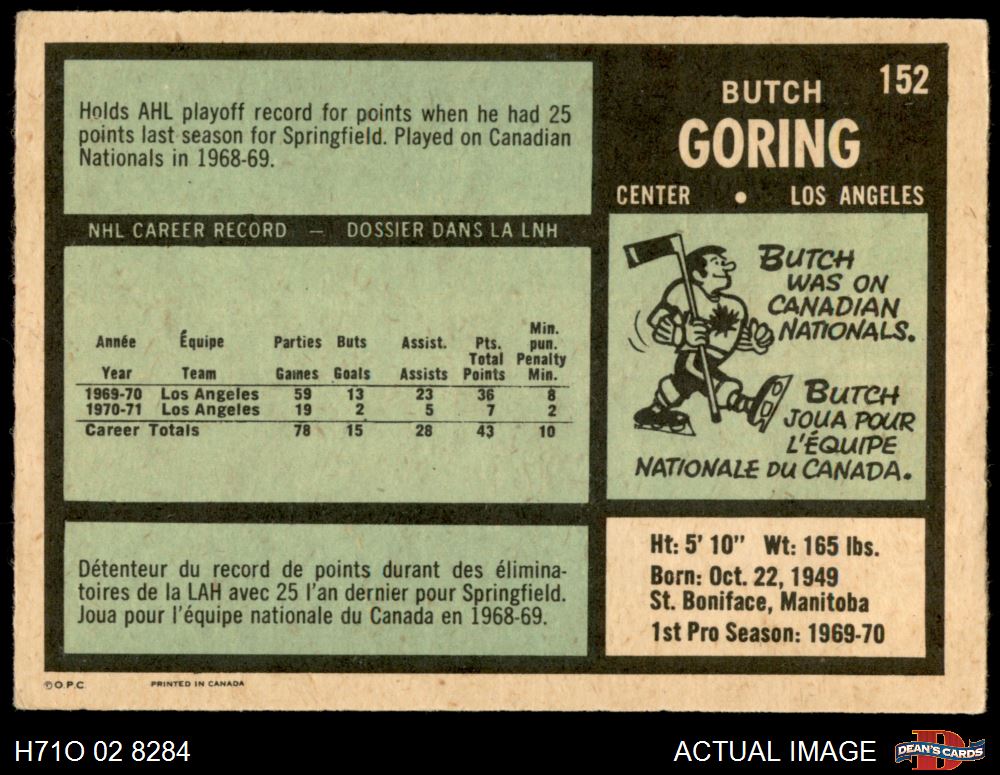 Holds AHL playoff record for points when he had 25
points last season for Springfield. Played on Canadian
Nationals in 1968-69.
NHL CAREER RECORD — DOSSIER DANS LA LNH
Année Équipe Parties Buts Assist. Pts. Total Points Min. pun. Penalty Min.
Year Team Games Goals Assists
1969-70 Los Angeles 59 13 23 36 8
1970-71 Los Angeles 19 2 5 7 2
Career Totals 78 15 28 43 10
Détenteur du record de points durant des élimina-
toires de la LAH avec 25 l'an dernier pour Springfield.
Joua pour l'équipe nationale du Canada en 1968-69.
152
BUTCH
GORING
CENTER • LOS ANGELES
BUTCH
WAS ON
CANADIAN
NATIONALS.
BUTCH
JOUA POUR
L'ÉQUIPE
NATIONALE DU CANADA.
Ht: 5' 10" Wt: 165 lbs.
Born: Oct. 22, 1949
St. Boniface, Manitoba
1st Pro Season: 1969-70
© O.P.C. PRINTED IN CANADA
H71O 02 8284 ACTUAL IMAGE DEAN'S CARDS